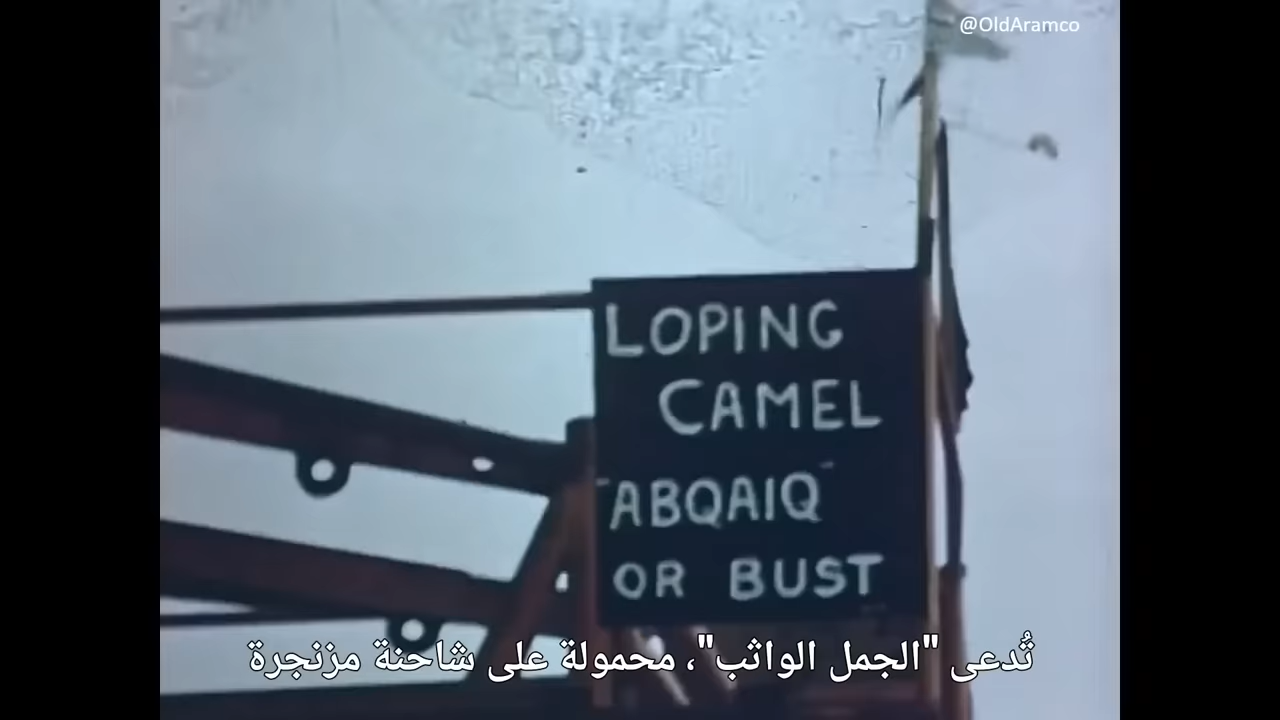 @OldAramco
LOPING
CAMEL
"ABQAIQ"
OR BUST
تُدعى "الجمل الواثب"، محمولة على شاحنة مزنجرة